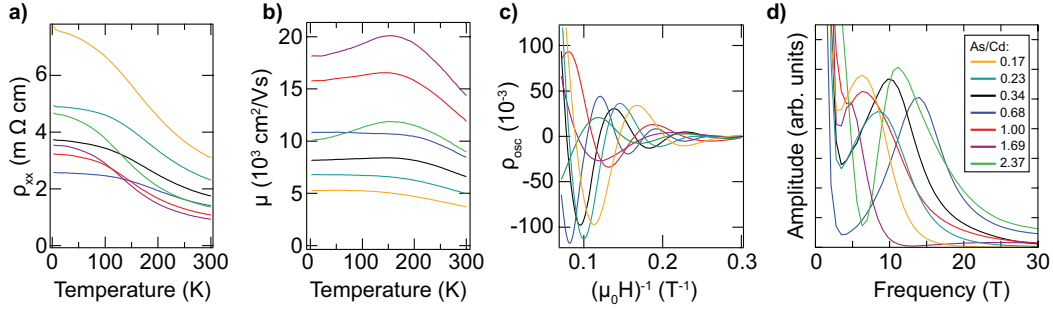 a)
ρxx (m Ω cm)
6
4
2
0
0
100
200
300
Temperature (K)
b)
μ (10³ cm²/Vs)
20
15
10
5
0
0
100
200
300
Temperature (K)
c)
ρosc (10⁻³)
100
50
0
-50
-100
0.1
0.2
0.3
(μ₀H)⁻¹ (T⁻¹)
d)
Amplitude (arb. units)
As/Cd:
0.17
0.23
0.34
0.68
1.00
1.69
2.37
0
10
20
30
Frequency (T)